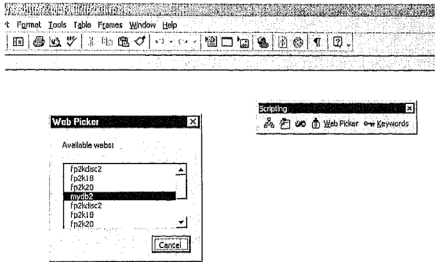 t Format Tools Table Frames Window Help
Scripting
Web Picker Keywords
Web Picker
Available webs:
fp2kdisc2
fp2k18
fp2k20
mydb2
fp2kdisc2
fp2k18
fp2k20
Cancel